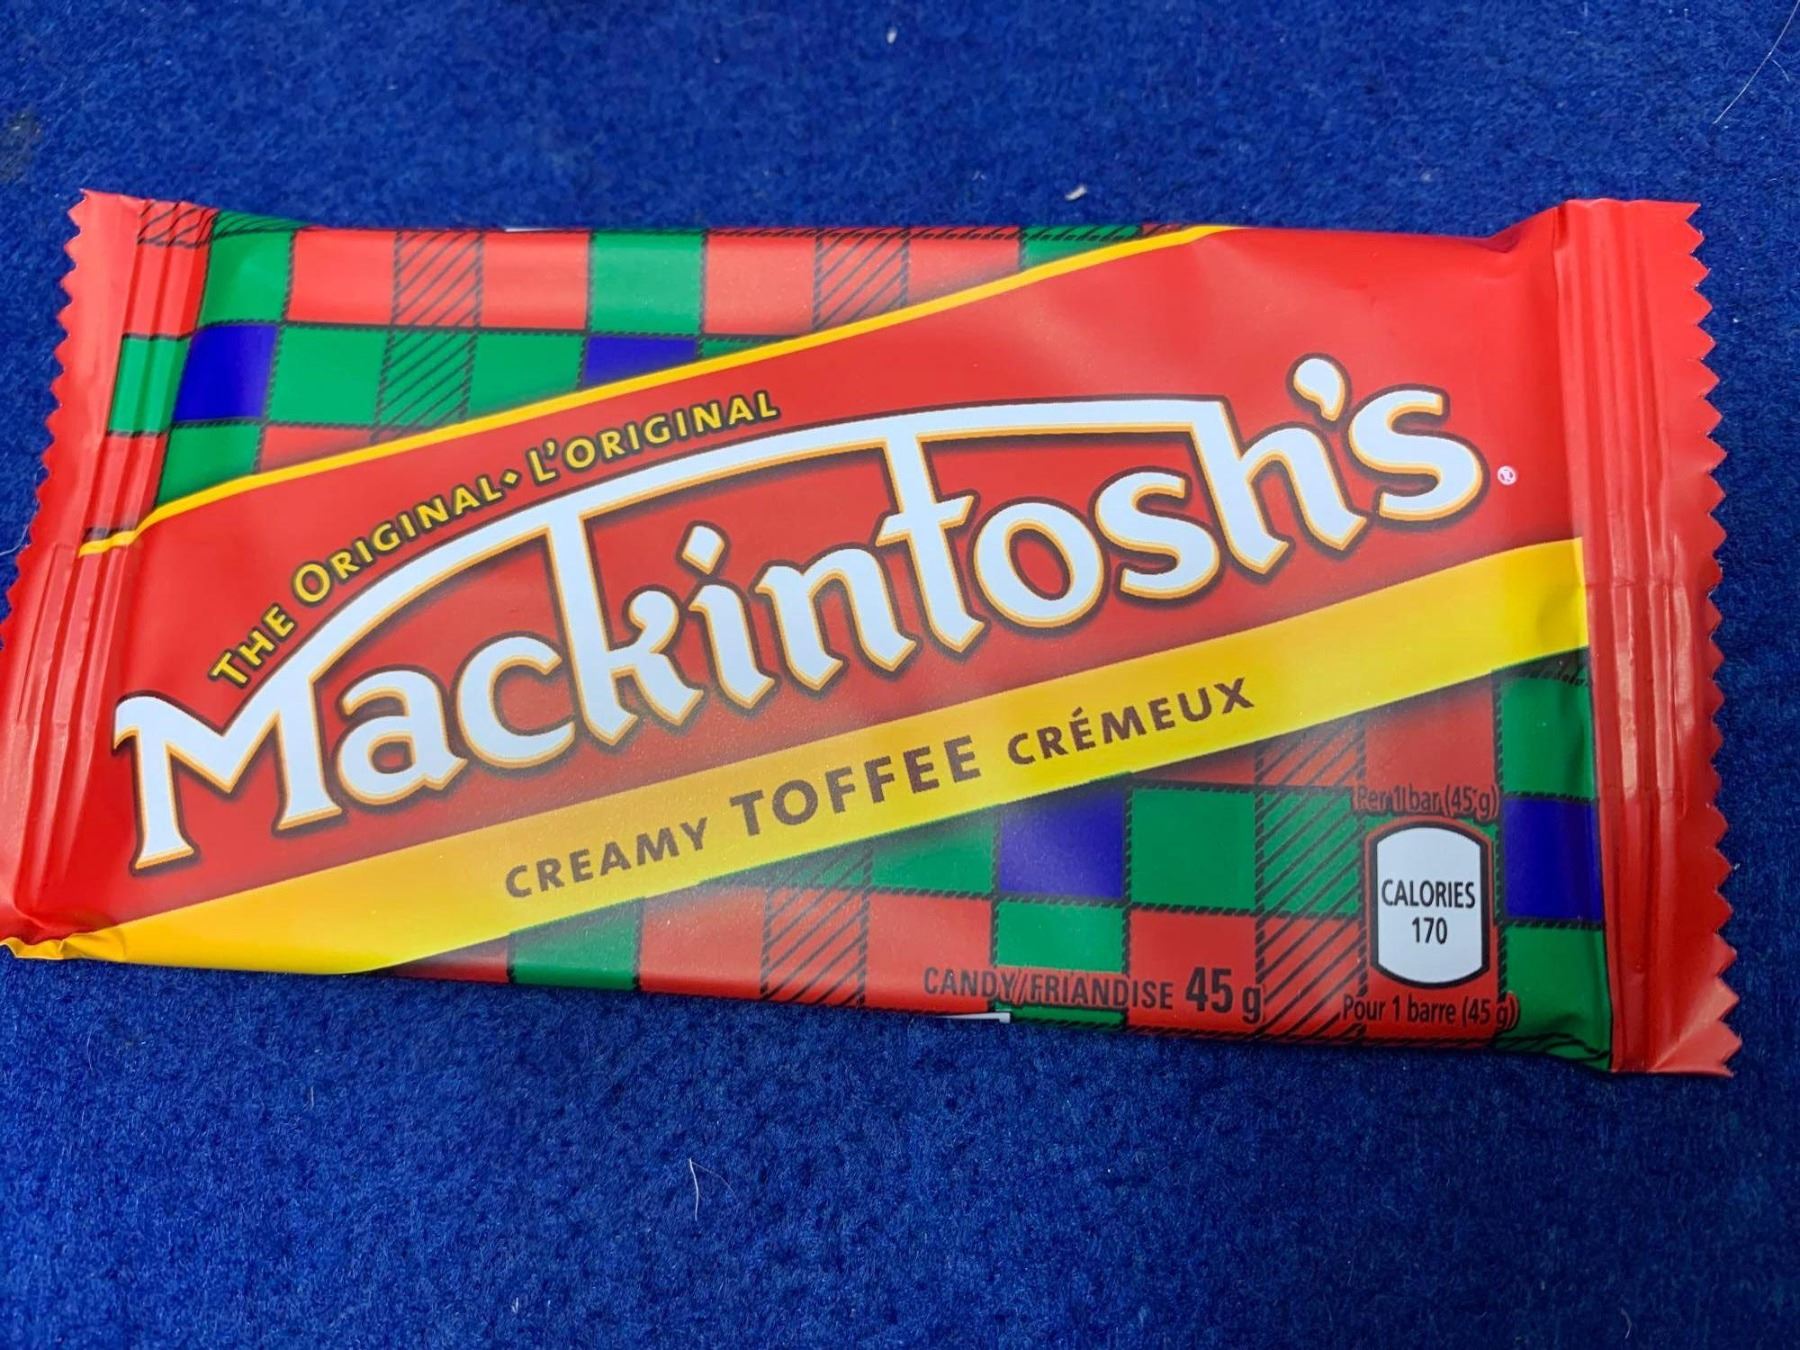 THE ORIGINAL • L'ORIGINAL
Mackintosh's®
CREAMY TOFFEE CRÉMEUX
Per 1 bar (45 g)
CALORIES
170
CANDY/FRIANDISE 45 g
Pour 1 barre (45 g)